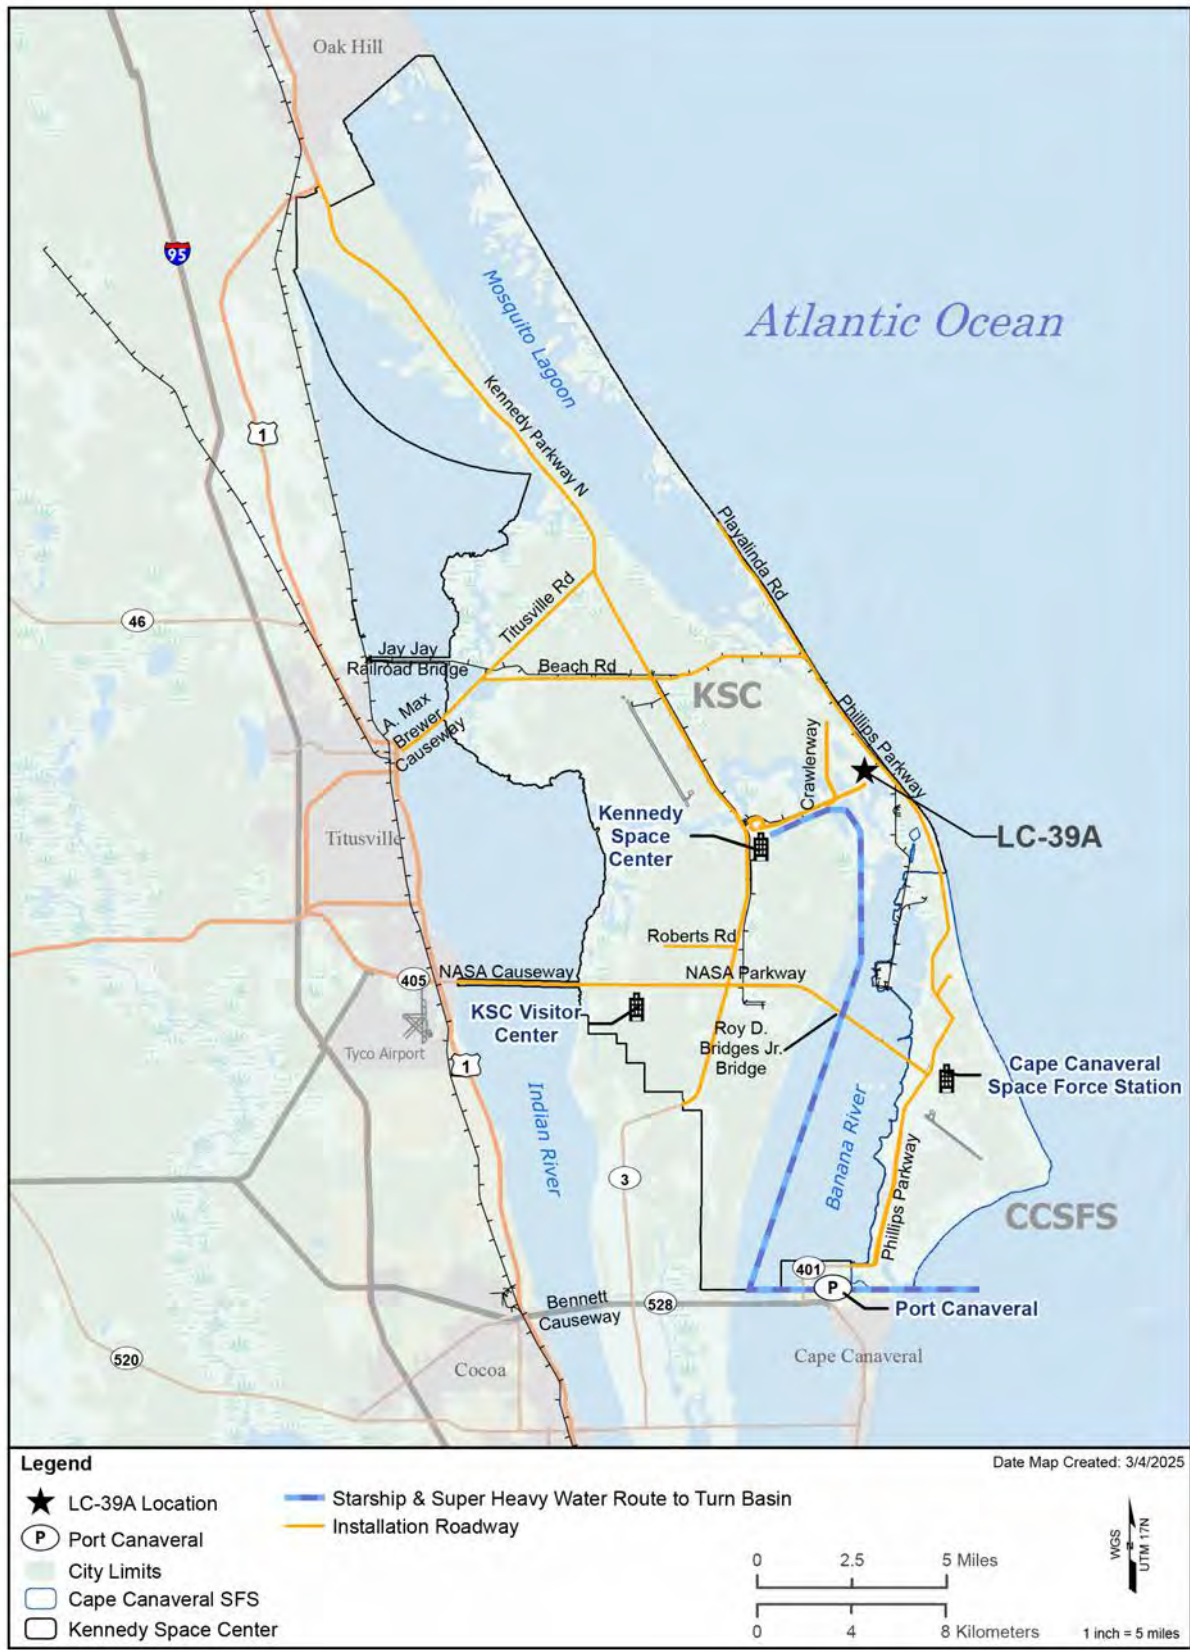 Oak Hill
95
Atlantic Ocean
Mosquito Lagoon
1
Kennedy Parkway N
Playalinda Rd
Titusville Rd
46
Jay Jay
Railroad Bridge
Beach Rd
KSC
A. Max
Brewer
Causeway
Phillips Parkway
Crawlerway
Kennedy
Space
Center
LC-39A
Titusville
Roberts Rd
NASA Causeway
NASA Parkway
405
KSC Visitor
Center
Roy D.
Bridges Jr.
Bridge
Tyco Airport
1
Cape Canaveral
Space Force Station
Indian River
Banana River
3
Phillips Parkway
CCSFS
401
P
Port Canaveral
Bennett
Causeway
528
520
Cocoa
Cape Canaveral
Legend
Date Map Created: 3/4/2025
LC-39A Location
P Port Canaveral
City Limits
Cape Canaveral SFS
Kennedy Space Center
Starship & Super Heavy Water Route to Turn Basin
Installation Roadway
0 2.5 5 Miles
0 4 8 Kilometers
WGS
UTM 17N
N
1 inch = 5 miles